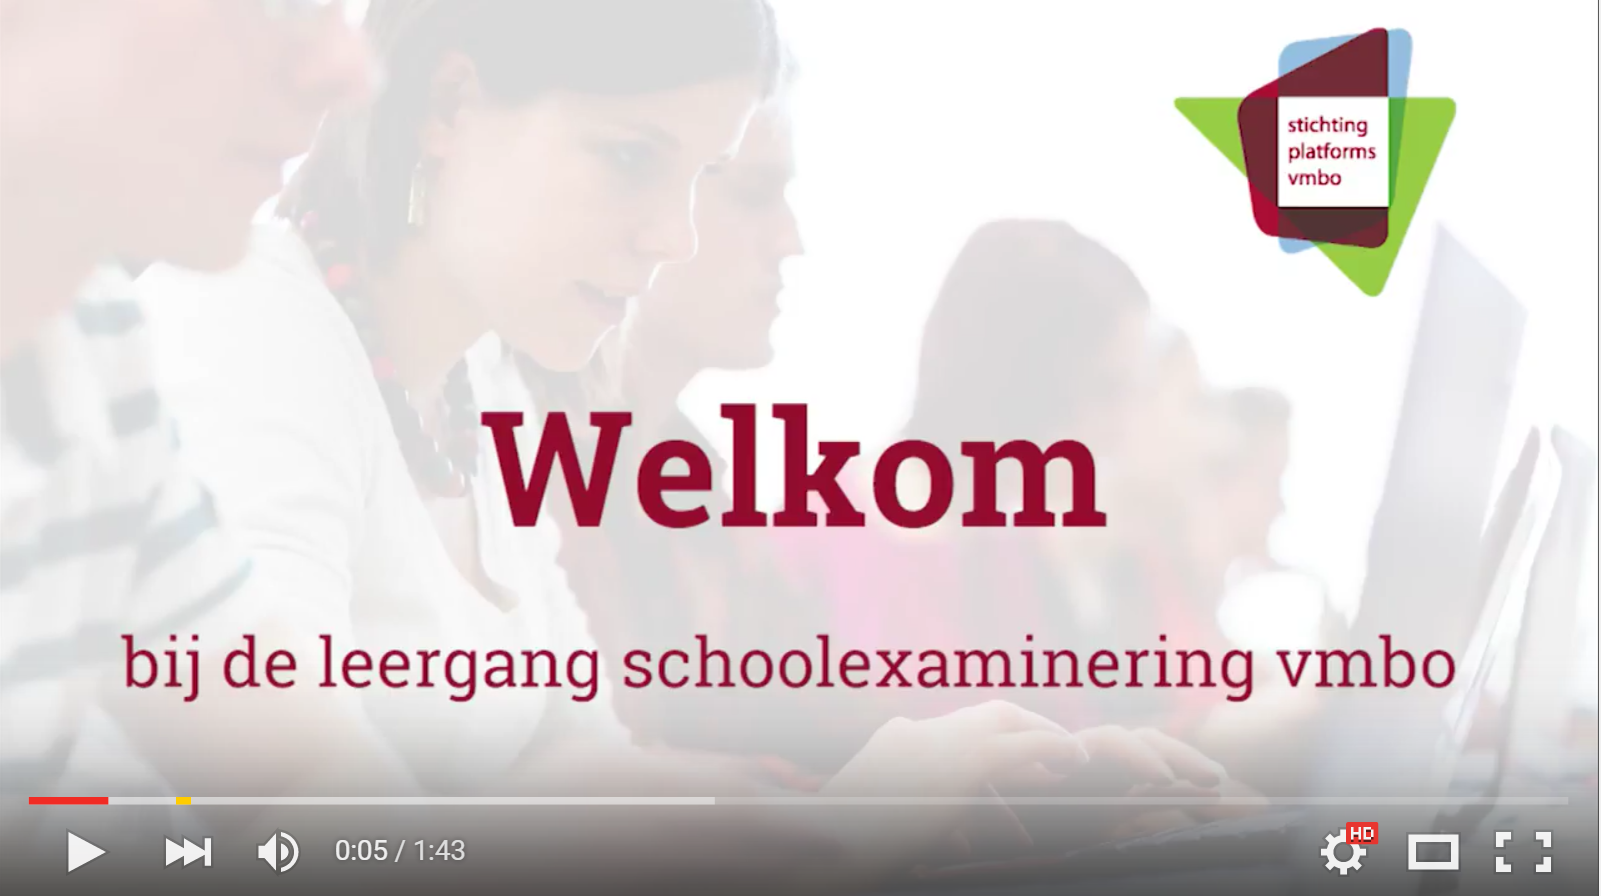 stichting
platforms
vmbo
Welkom
bij de leergang schoolexaminering vmbo
0:05 / 1:43
HD